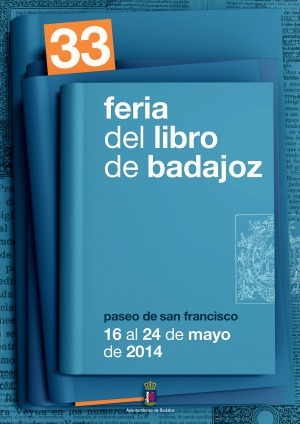 33
feria
del libro
de badajoz
paseo de san francisco
16 al 24 de mayo
de 2014
Ayuntamiento de Badajoz